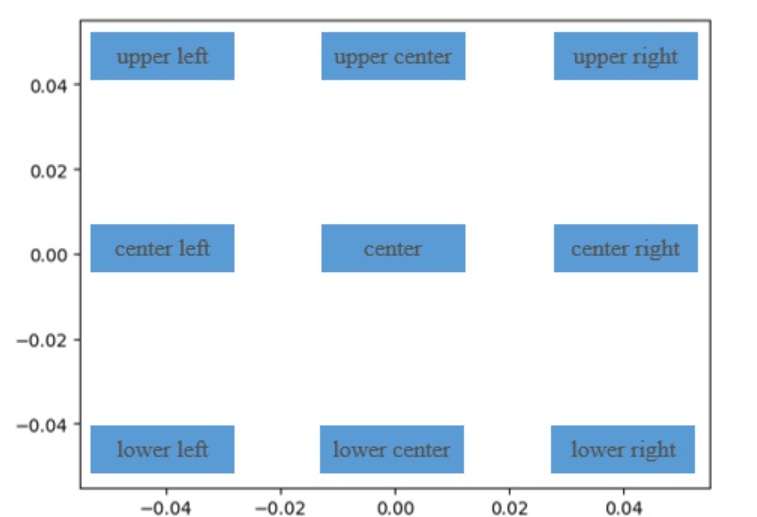 upper left upper center upper right
0.04
0.02
center left center center right
0.00
−0.02
−0.04
lower left lower center lower right
−0.04 −0.02 0.00 0.02 0.04